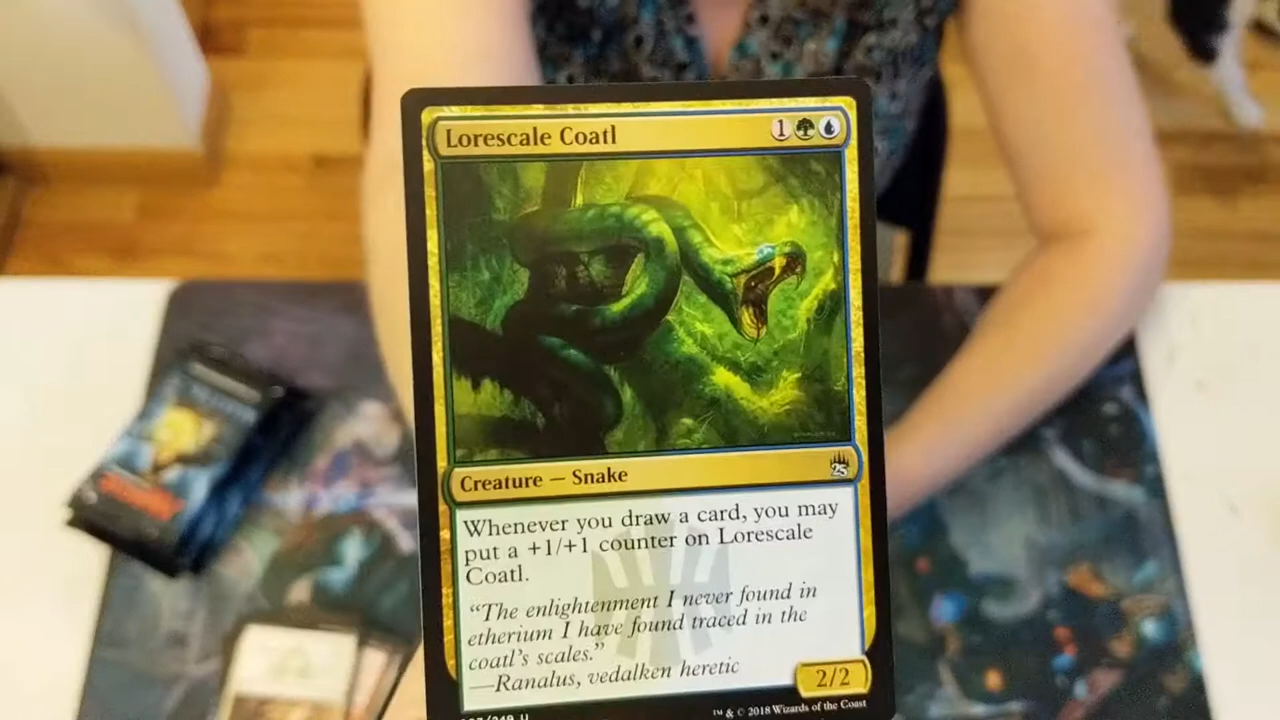 Lorescale Coatl
1
Creature — Snake
25
Whenever you draw a card, you may
put a +1/+1 counter on Lorescale
Coatl.
“The enlightenment I never found in
etherium I have found traced in the
coatl's scales.”
—Ranalus, vedalken heretic
2/2
™ & © 2018 Wizards of the Coast